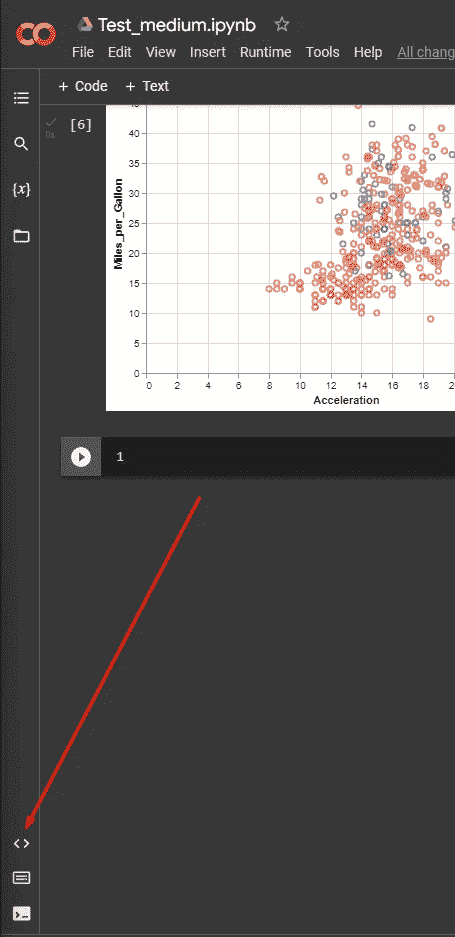 CO
Test_medium.ipynb
File Edit View Insert Runtime Tools Help All chang
+ Code + Text
[6]
0s
{x}
40
35
30
25
20
15
10
5
0
Miles_per_Gallon
0 2 4 6 8 10 12 14 16 18 20
Acceleration
1
<>